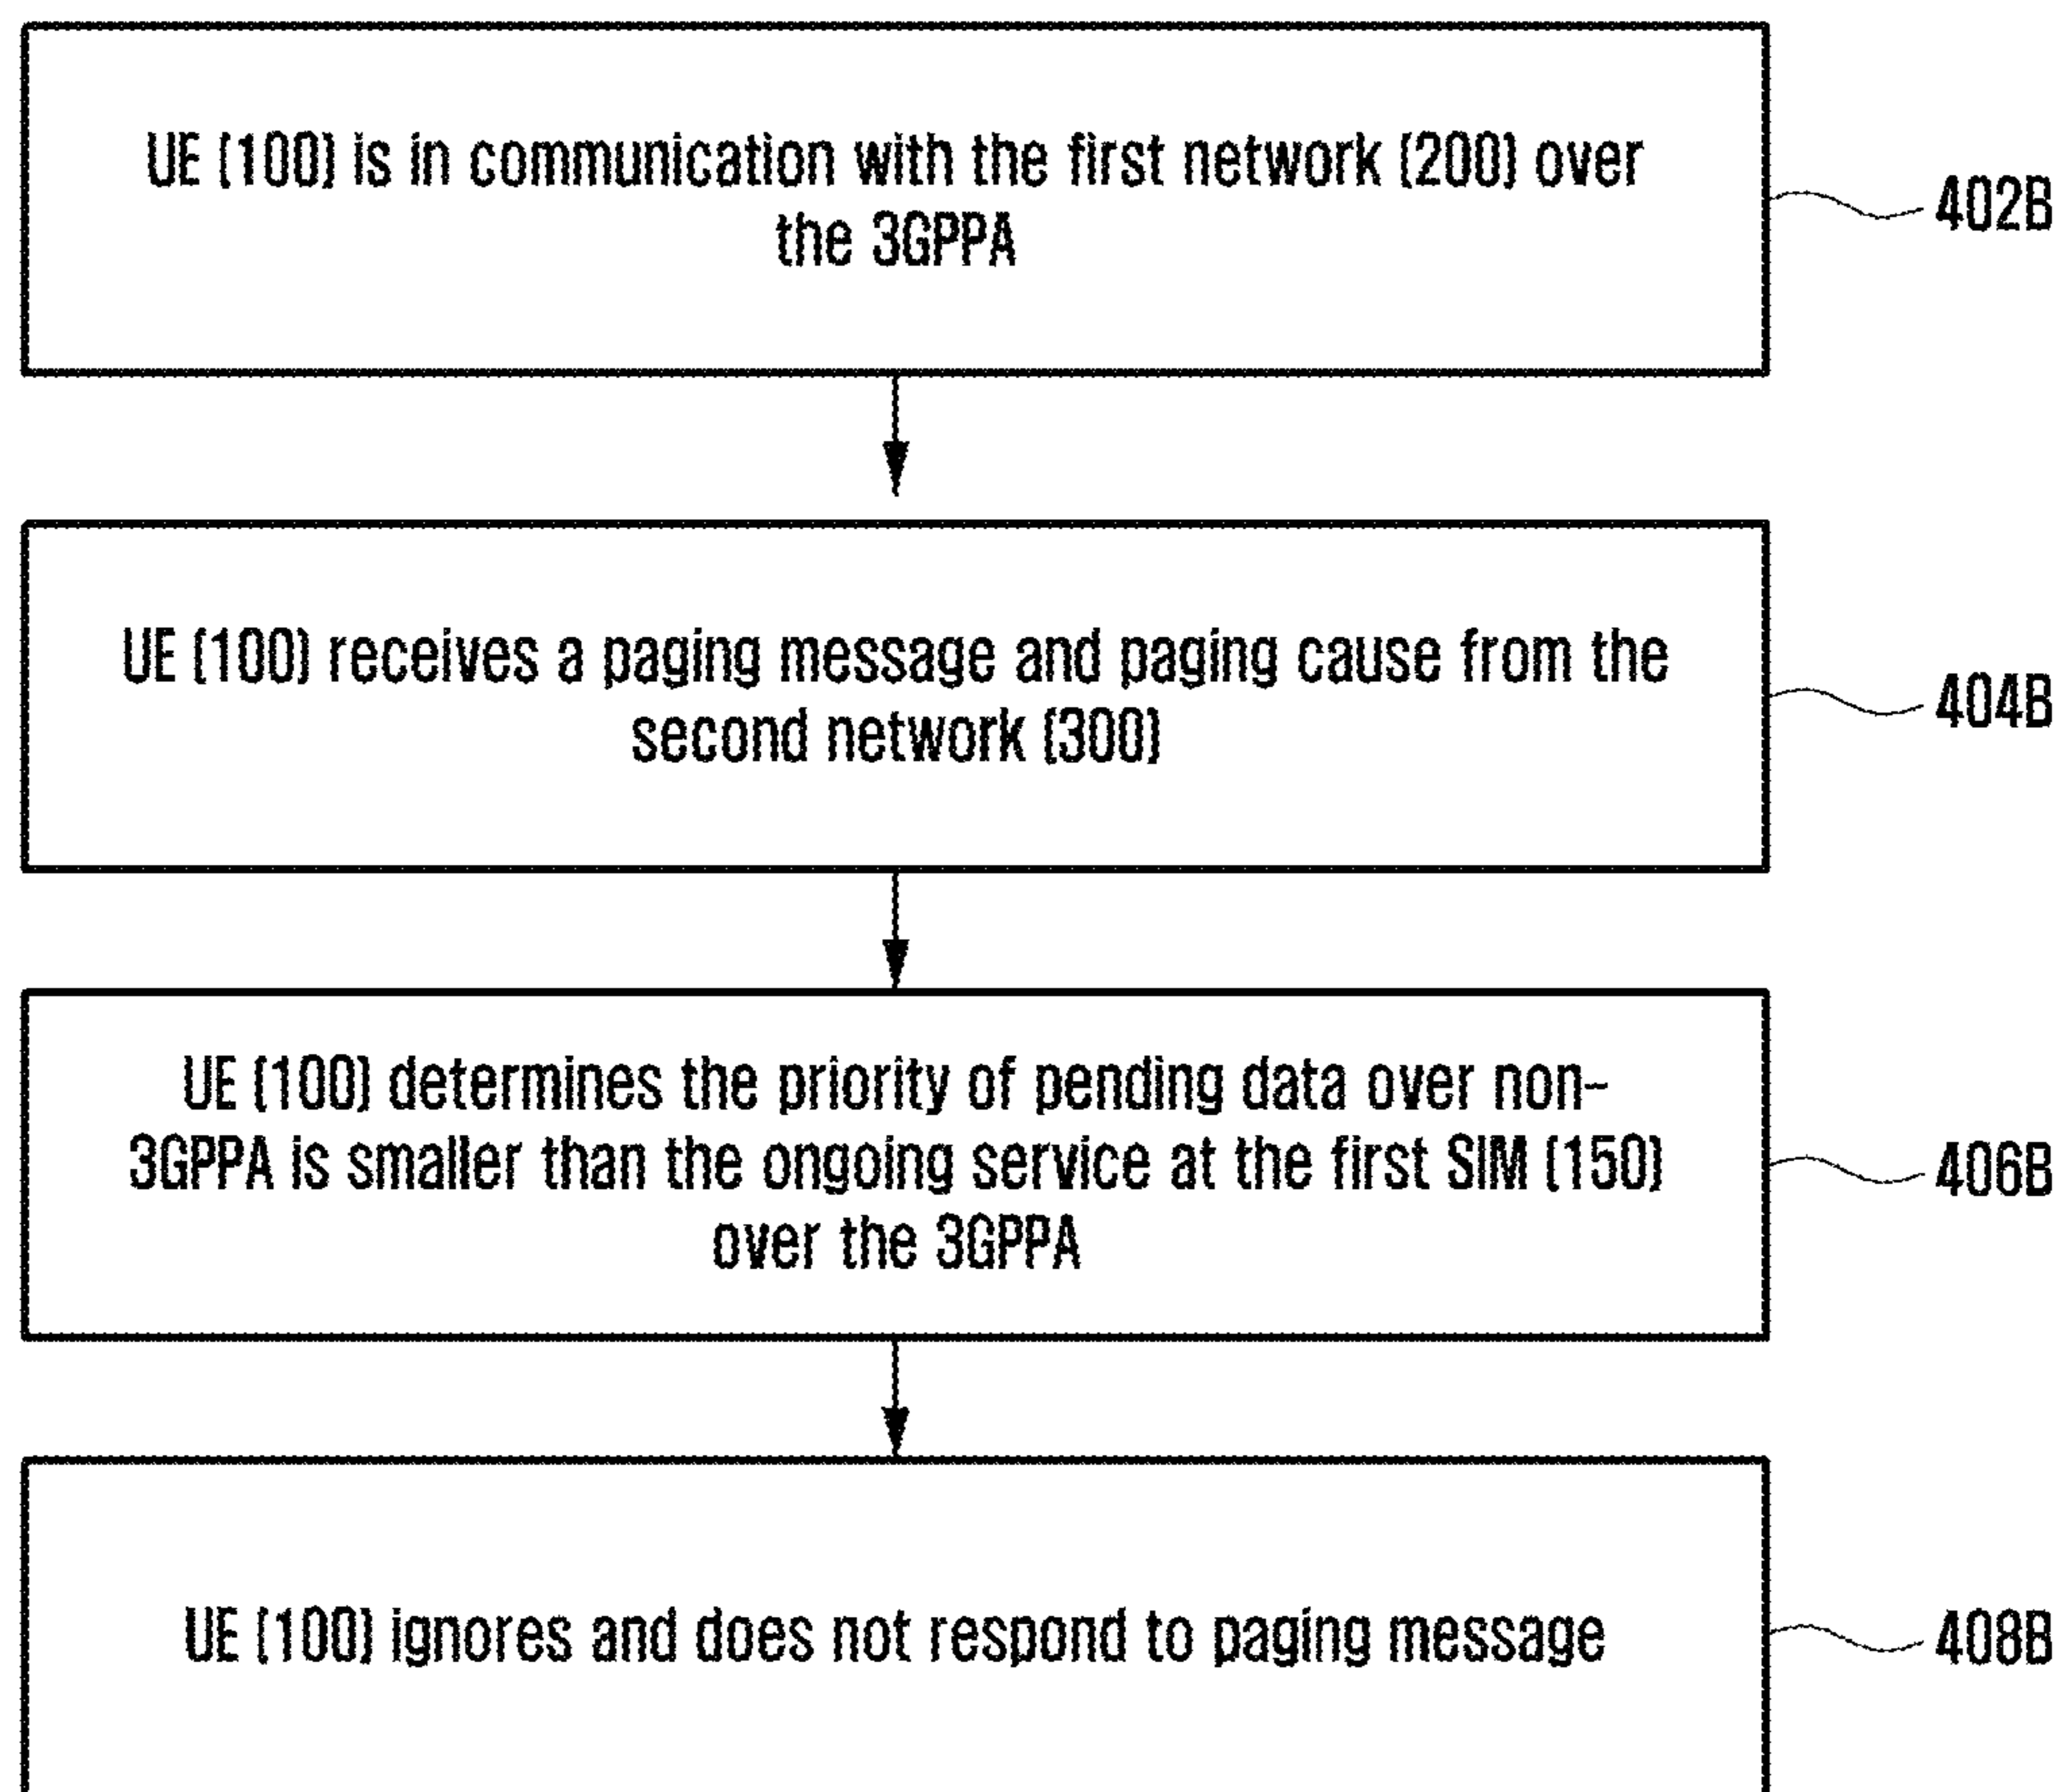 UE (100) is in communication with the first network (200) over
the 3GPPA
402B
UE (100) receives a paging message and paging cause from the
second network (300)
404B
UE (100) determines the priority of pending data over non-
3GPPA is smaller than the ongoing service at the first SIM (150)
over the 3GPPA
406B
UE (100) ignores and does not respond to paging message
408B